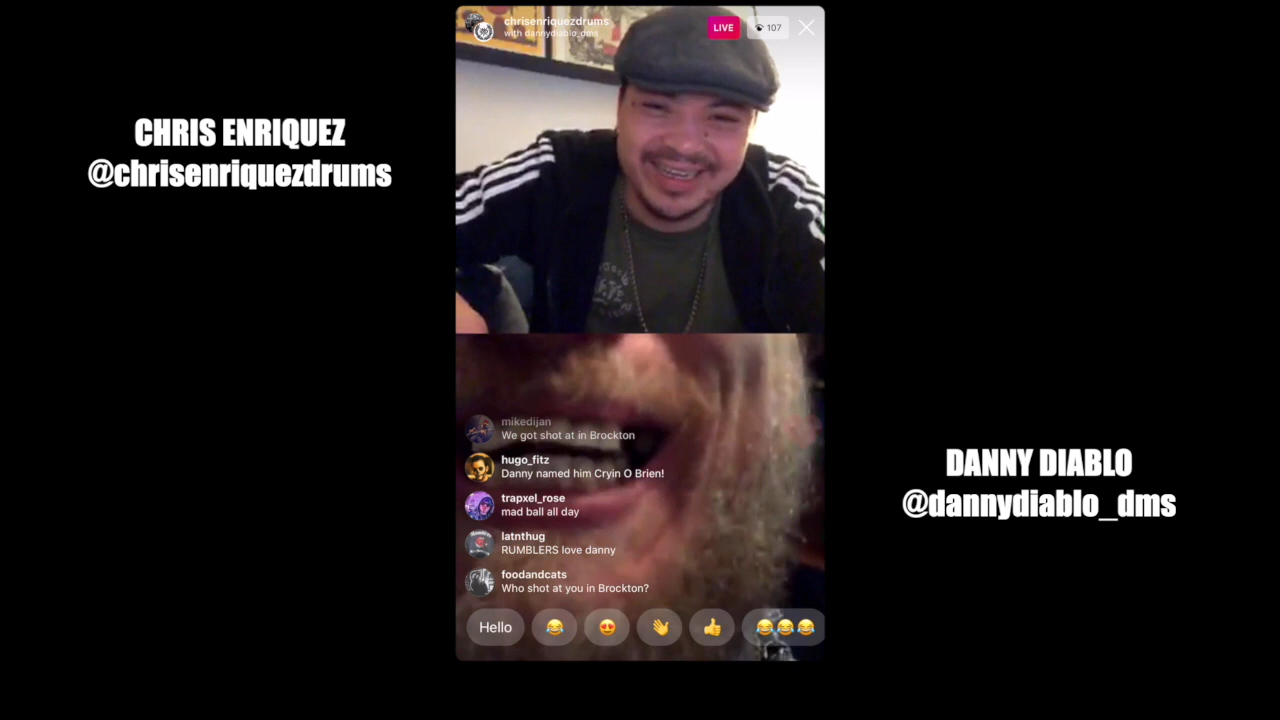 chrisenriquezdrums
with dannydiablo_dms
LIVE
107
CHRIS ENRIQUEZ
@chrisenriquezdrums
mikedijan
We got shot at in Brockton
hugo_fitz
Danny named him Cryin O Brien!
trapxel_rose
mad ball all day
latnthug
RUMBLERS love danny
foodandcats
Who shot at you in Brockton?
Hello
DANNY DIABLO
@dannydiablo_dms